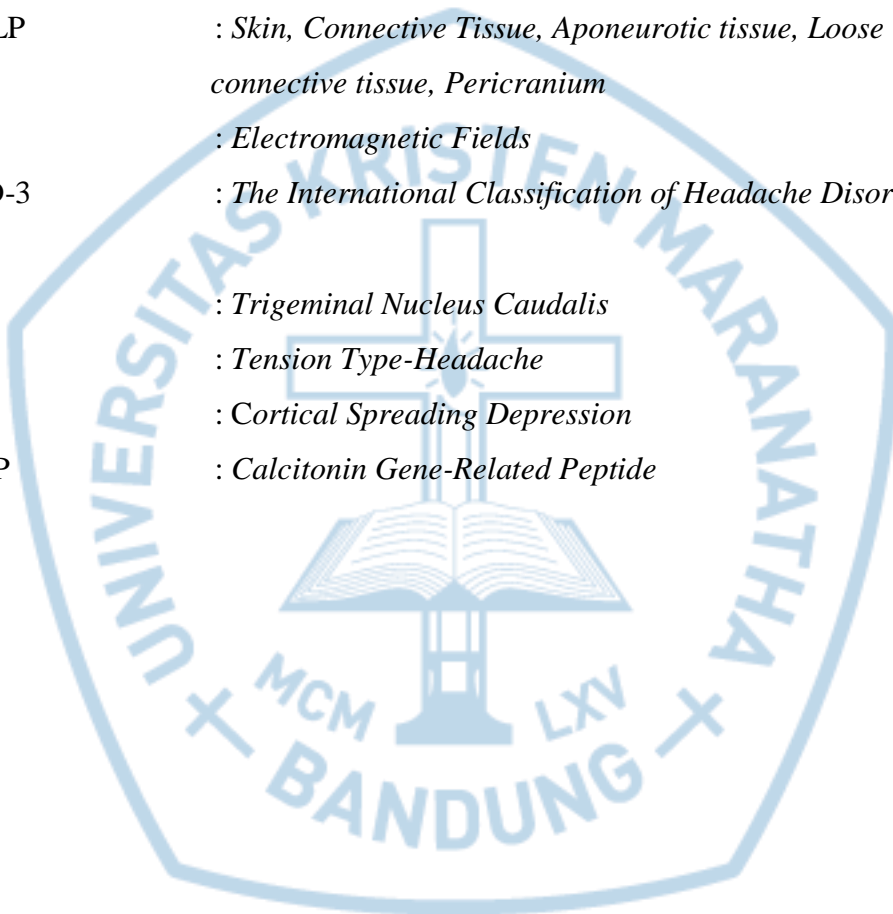 LP : Skin, Connective Tissue, Aponeurotic tissue, Loose
connective tissue, Pericranium
: Electromagnetic Fields
D-3 : The International Classification of Headache Disor
: Trigeminal Nucleus Caudalis
: Tension Type-Headache
: Cortical Spreading Depression
P : Calcitonin Gene-Related Peptide
UNIVERSITAS KRISTEN MARANATHA
MCM LXV
BANDUNG